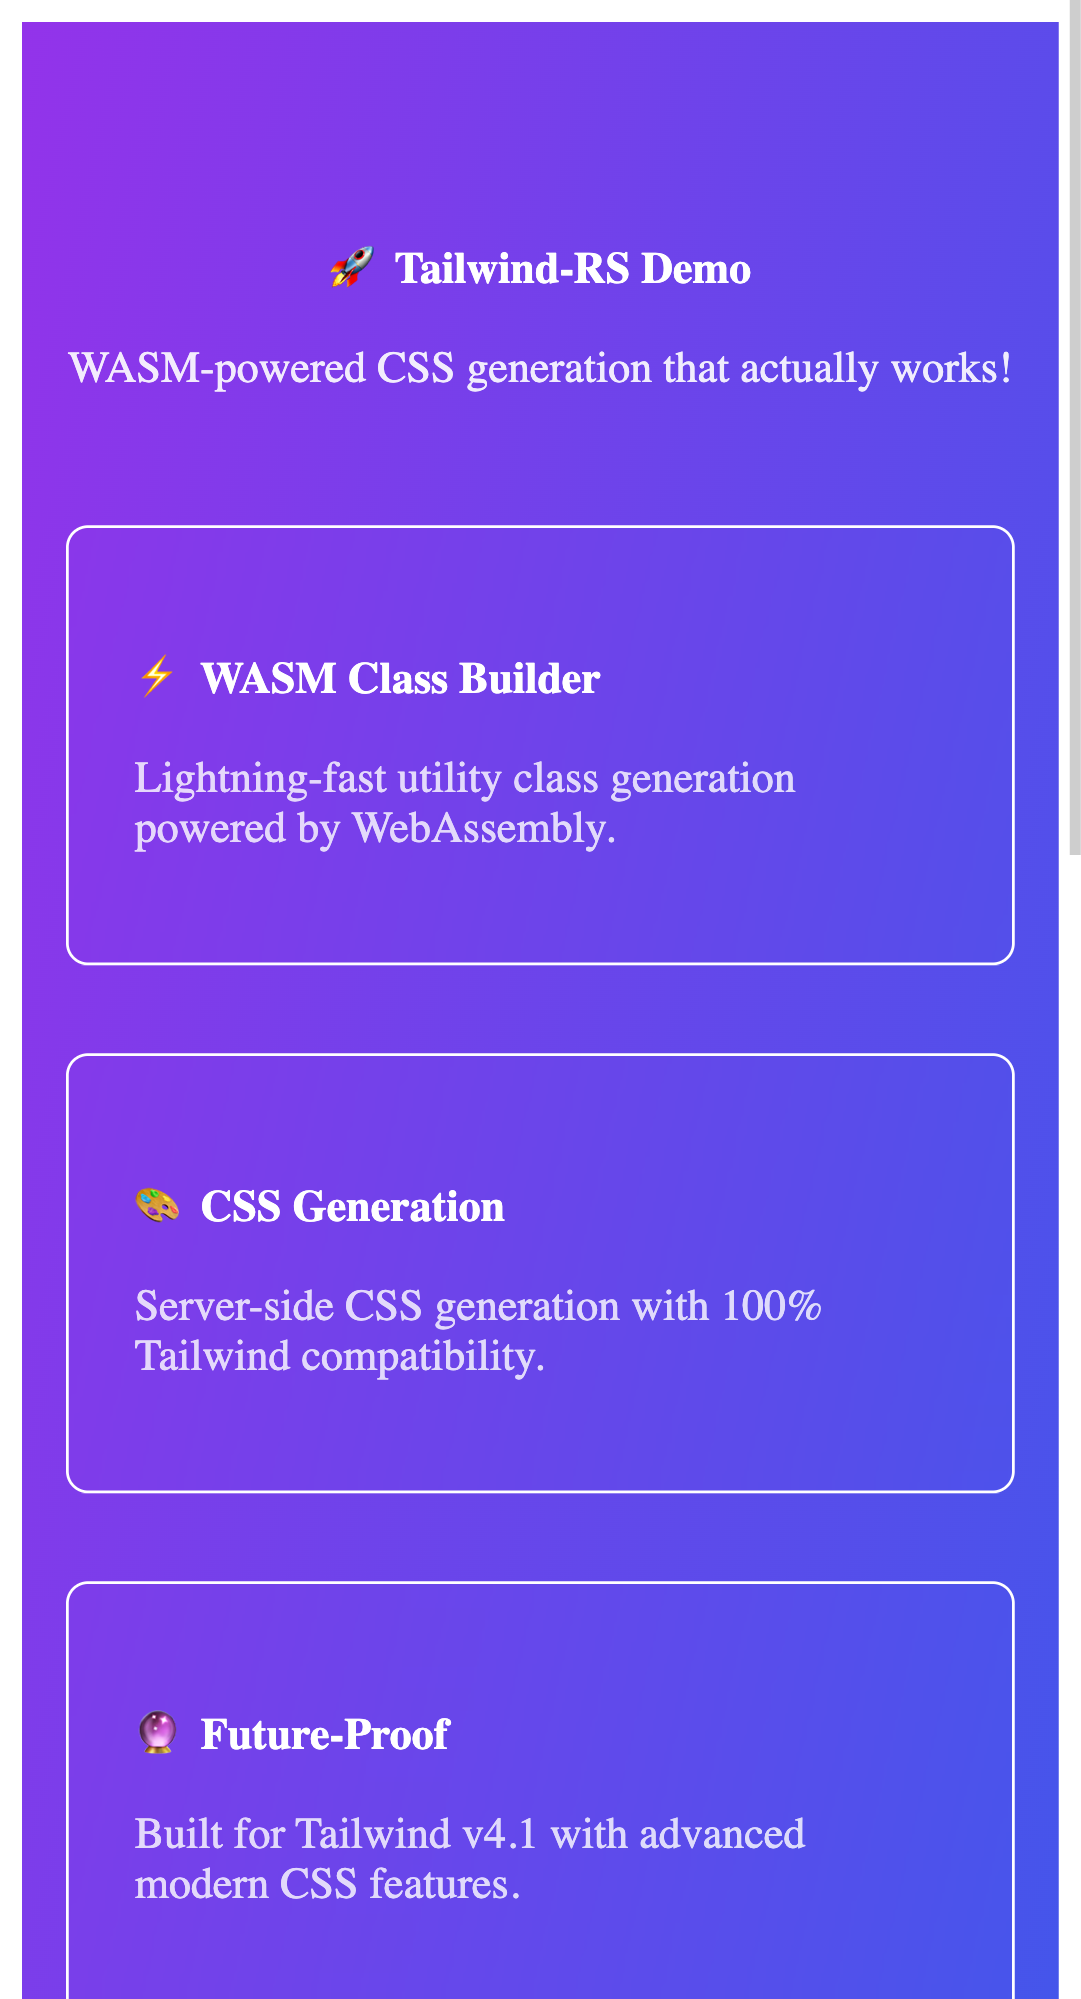 🚀 Tailwind-RS Demo
WASM-powered CSS generation that actually works!
⚡ WASM Class Builder
Lightning-fast utility class generation
powered by WebAssembly.
🎨 CSS Generation
Server-side CSS generation with 100%
Tailwind compatibility.
🔮 Future-Proof
Built for Tailwind v4.1 with advanced
modern CSS features.